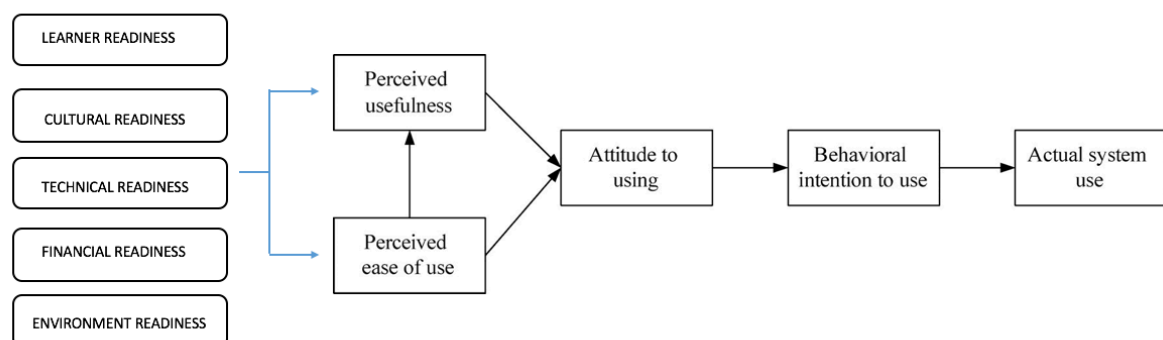 LEARNER READINESS
CULTURAL READINESS
TECHNICAL READINESS
FINANCIAL READINESS
ENVIRONMENT READINESS
Perceived
usefulness
Perceived
ease of use
Attitude to
using
Behavioral
intention to use
Actual system
use